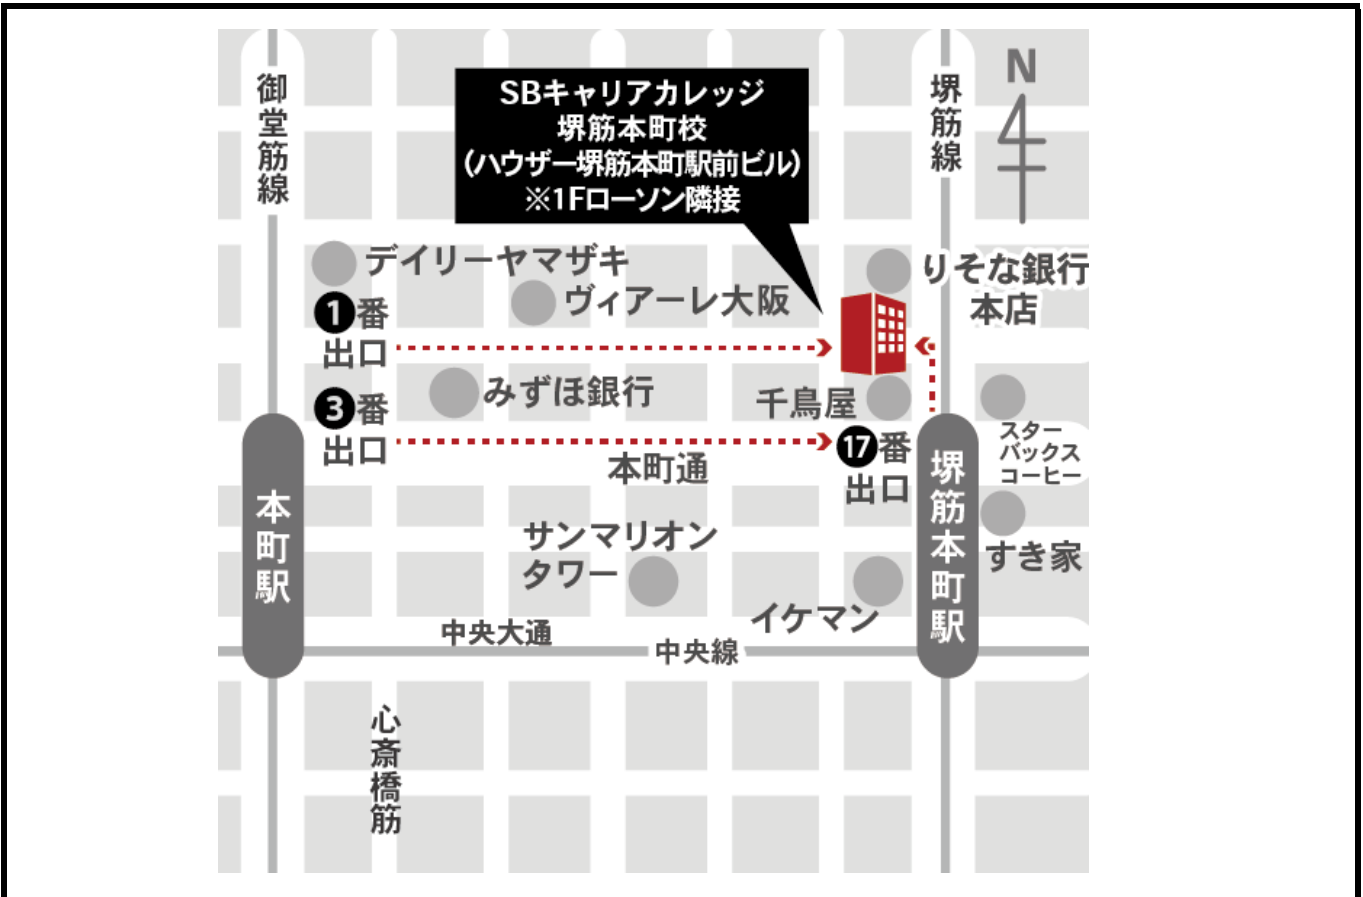 御堂筋線
SBキャリアカレッジ
堺筋本町校
(ハウザー堺筋本町駅前ビル)
※1Fローソン隣接
堺筋線
N
デイリーヤマザキ
ヴィアーレ大阪
りそな銀行
本店
1番
出口
みずほ銀行
千鳥屋
3番
出口
本町通
17番
出口
スター
バックス
コーヒー
本町駅
堺筋本町駅
サンマリオン
タワー
すき家
イケマン
中央大通
中央線
心斎橋筋